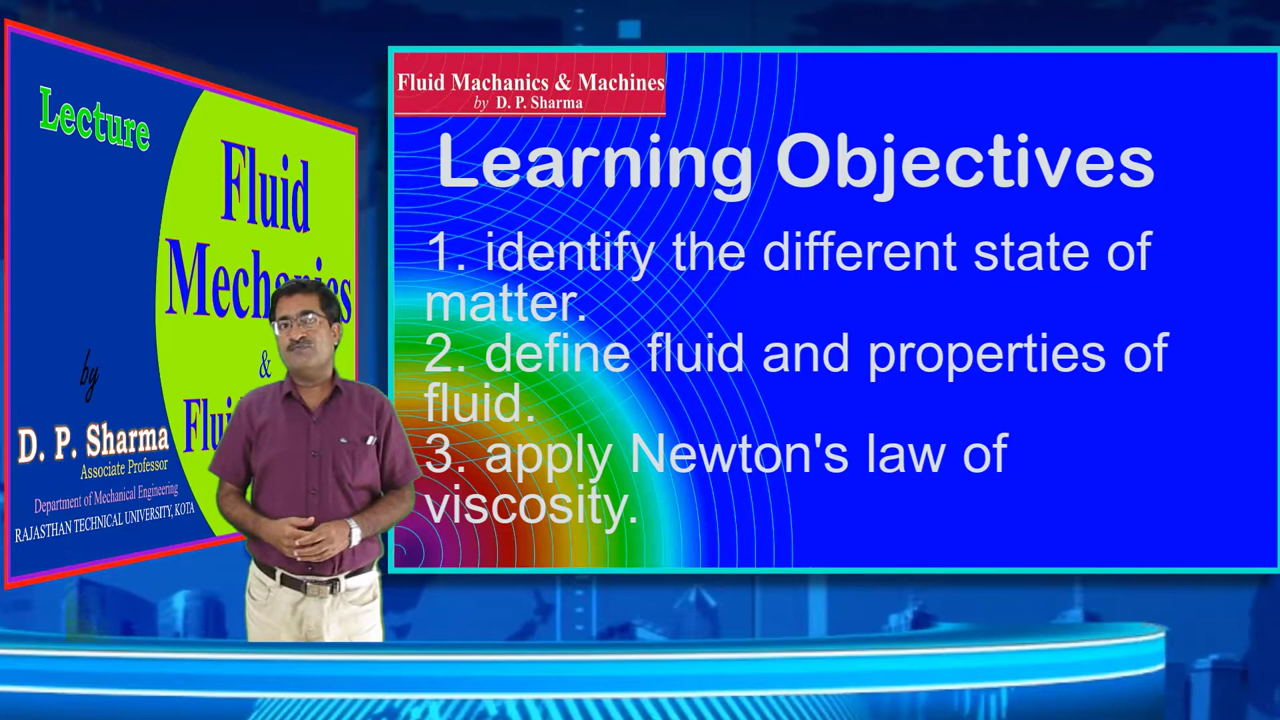 Lecture
Fluid
Mechanics
&
by
D. P. Sharma
Associate Professor
Department of Mechanical Engineering
RAJASTHAN TECHNICAL UNIVERSITY, KOTA
Fluid Machanics & Machines
by D. P. Sharma
Learning Objectives
1. identify the different state of
matter.
2. define fluid and properties of
fluid.
3. apply Newton's law of
viscosity.